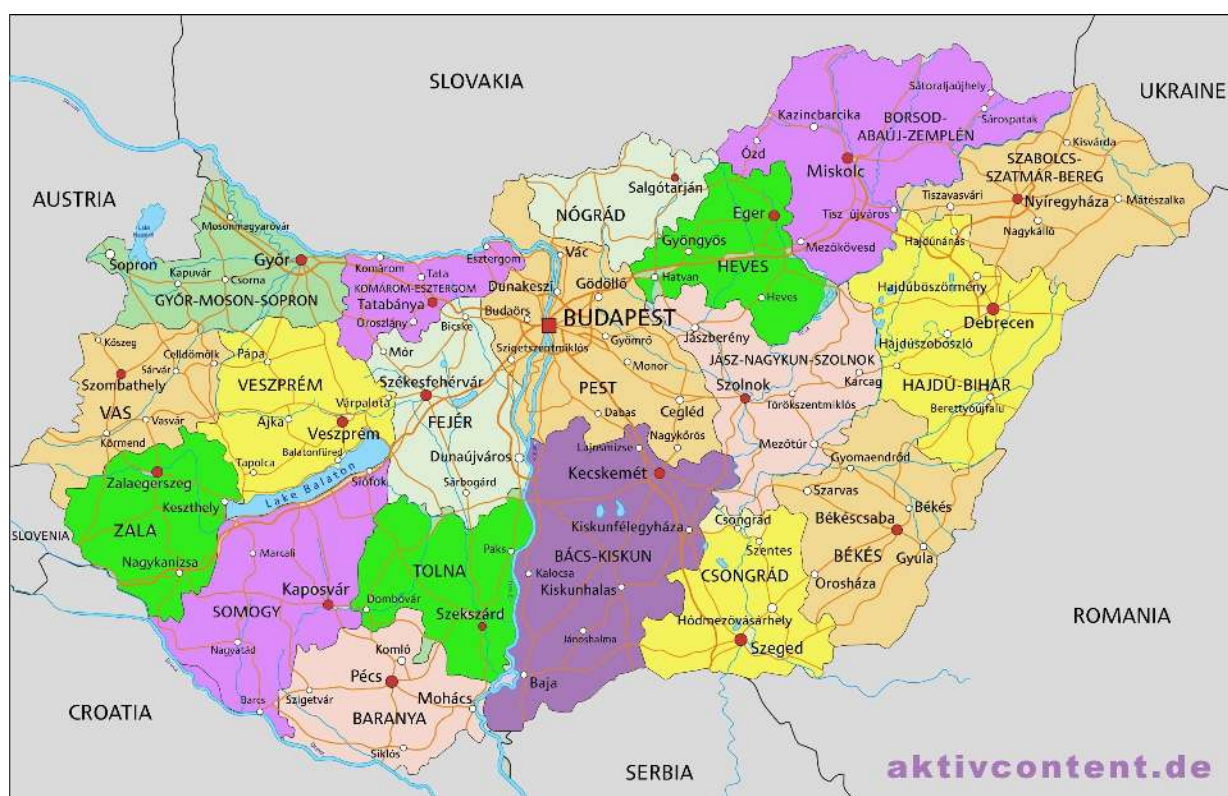 SLOVAKIA
UKRAINE
AUSTRIA
SLOVENIA
CROATIA
SERBIA
ROMANIA
BORSOD-
ABAÚJ-ZEMPLÉN
Sátoraljaújhely
Sárospatak
Kazincbarcika
Ózd
Miskolc
Tisz újváros
Mezőkövesd
SZABOLCS-
SZATMÁR-BEREG
Kisvárda
Tiszavasvári
Nyíregyháza
Mátészalka
Nagykálló
NÓGRÁD
Salgótarján
HEVES
Eger
Gyöngyös
Hatvan
Heves
GYŐR-MOSON-SOPRON
Mosonmagyaróvár
Sopron
Győr
Kapuvár
Csorna
KOMÁROM-ESZTERGOM
Komárom
Tata
Esztergom
Tatabánya
Oroszlány
PEST
BUDAPEST
Vác
Dunakeszi
Gödöllő
Budaörs
Szigetszentmiklós
Gyömrő
Monor
Dabas
Cegléd
Nagykőrös
HAJDÚ-BIHAR
Hajdúnánás
Hajdúböszörmény
Debrecen
Hajdúszoboszló
Berettyóújfalu
JÁSZ-NAGYKUN-SZOLNOK
Jászberény
Szolnok
Karcag
Törökszentmiklós
Mezőtúr
VAS
Kőszeg
Celldömölk
Sárvár
Szombathely
Vasvár
Körmend
VESZPRÉM
Pápa
Várpalota
Ajka
Veszprém
Balatonfüred
Tapolca
FEJÉR
Bicske
Mór
Székesfehérvár
Dunaújváros
Sárbogárd
Lake Balaton
ZALA
Zalaegerszeg
Keszthely
Nagykanizsa
SOMOGY
Siófok
Marcali
Kaposvár
Nagyatád
Barcs
TOLNA
Paks
Dombóvár
Szekszárd
BARANYA
Komló
Pécs
Szigetvár
Mohács
Siklós
BÁCS-KISKUN
Lajosmizse
Kecskemét
Kiskunfélegyháza
Kalocsa
Kiskunhalas
Jánoshalma
Baja
CSONGRÁD
Csongrád
Szentes
Hódmezővásárhely
Szeged
BÉKÉS
Gyomaendrőd
Szarvas
Békés
Békéscsaba
Gyula
Orosháza
aktivcontent.de